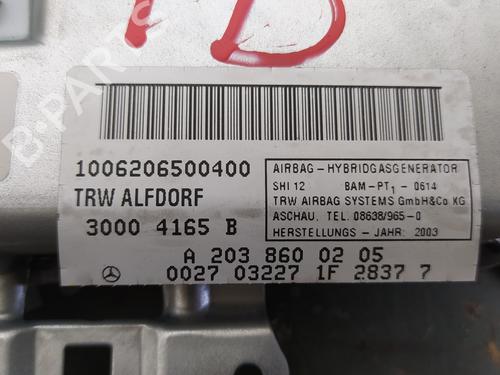 TD
1006206500400
TRW ALFDORF
3000 4165 B
AIRBAG - HYBRIDGASGENERATOR
SHI 12 BAM-PT1 - 0614
TRW AIRBAG SYSTEMS GmbH&Co KG
ASCHAU, TEL. 08638/965-0
HERSTELLUNGS - JAHR: 2003
A 203 860 02 05
0027 03227 1F 2837 7
B-PARTS